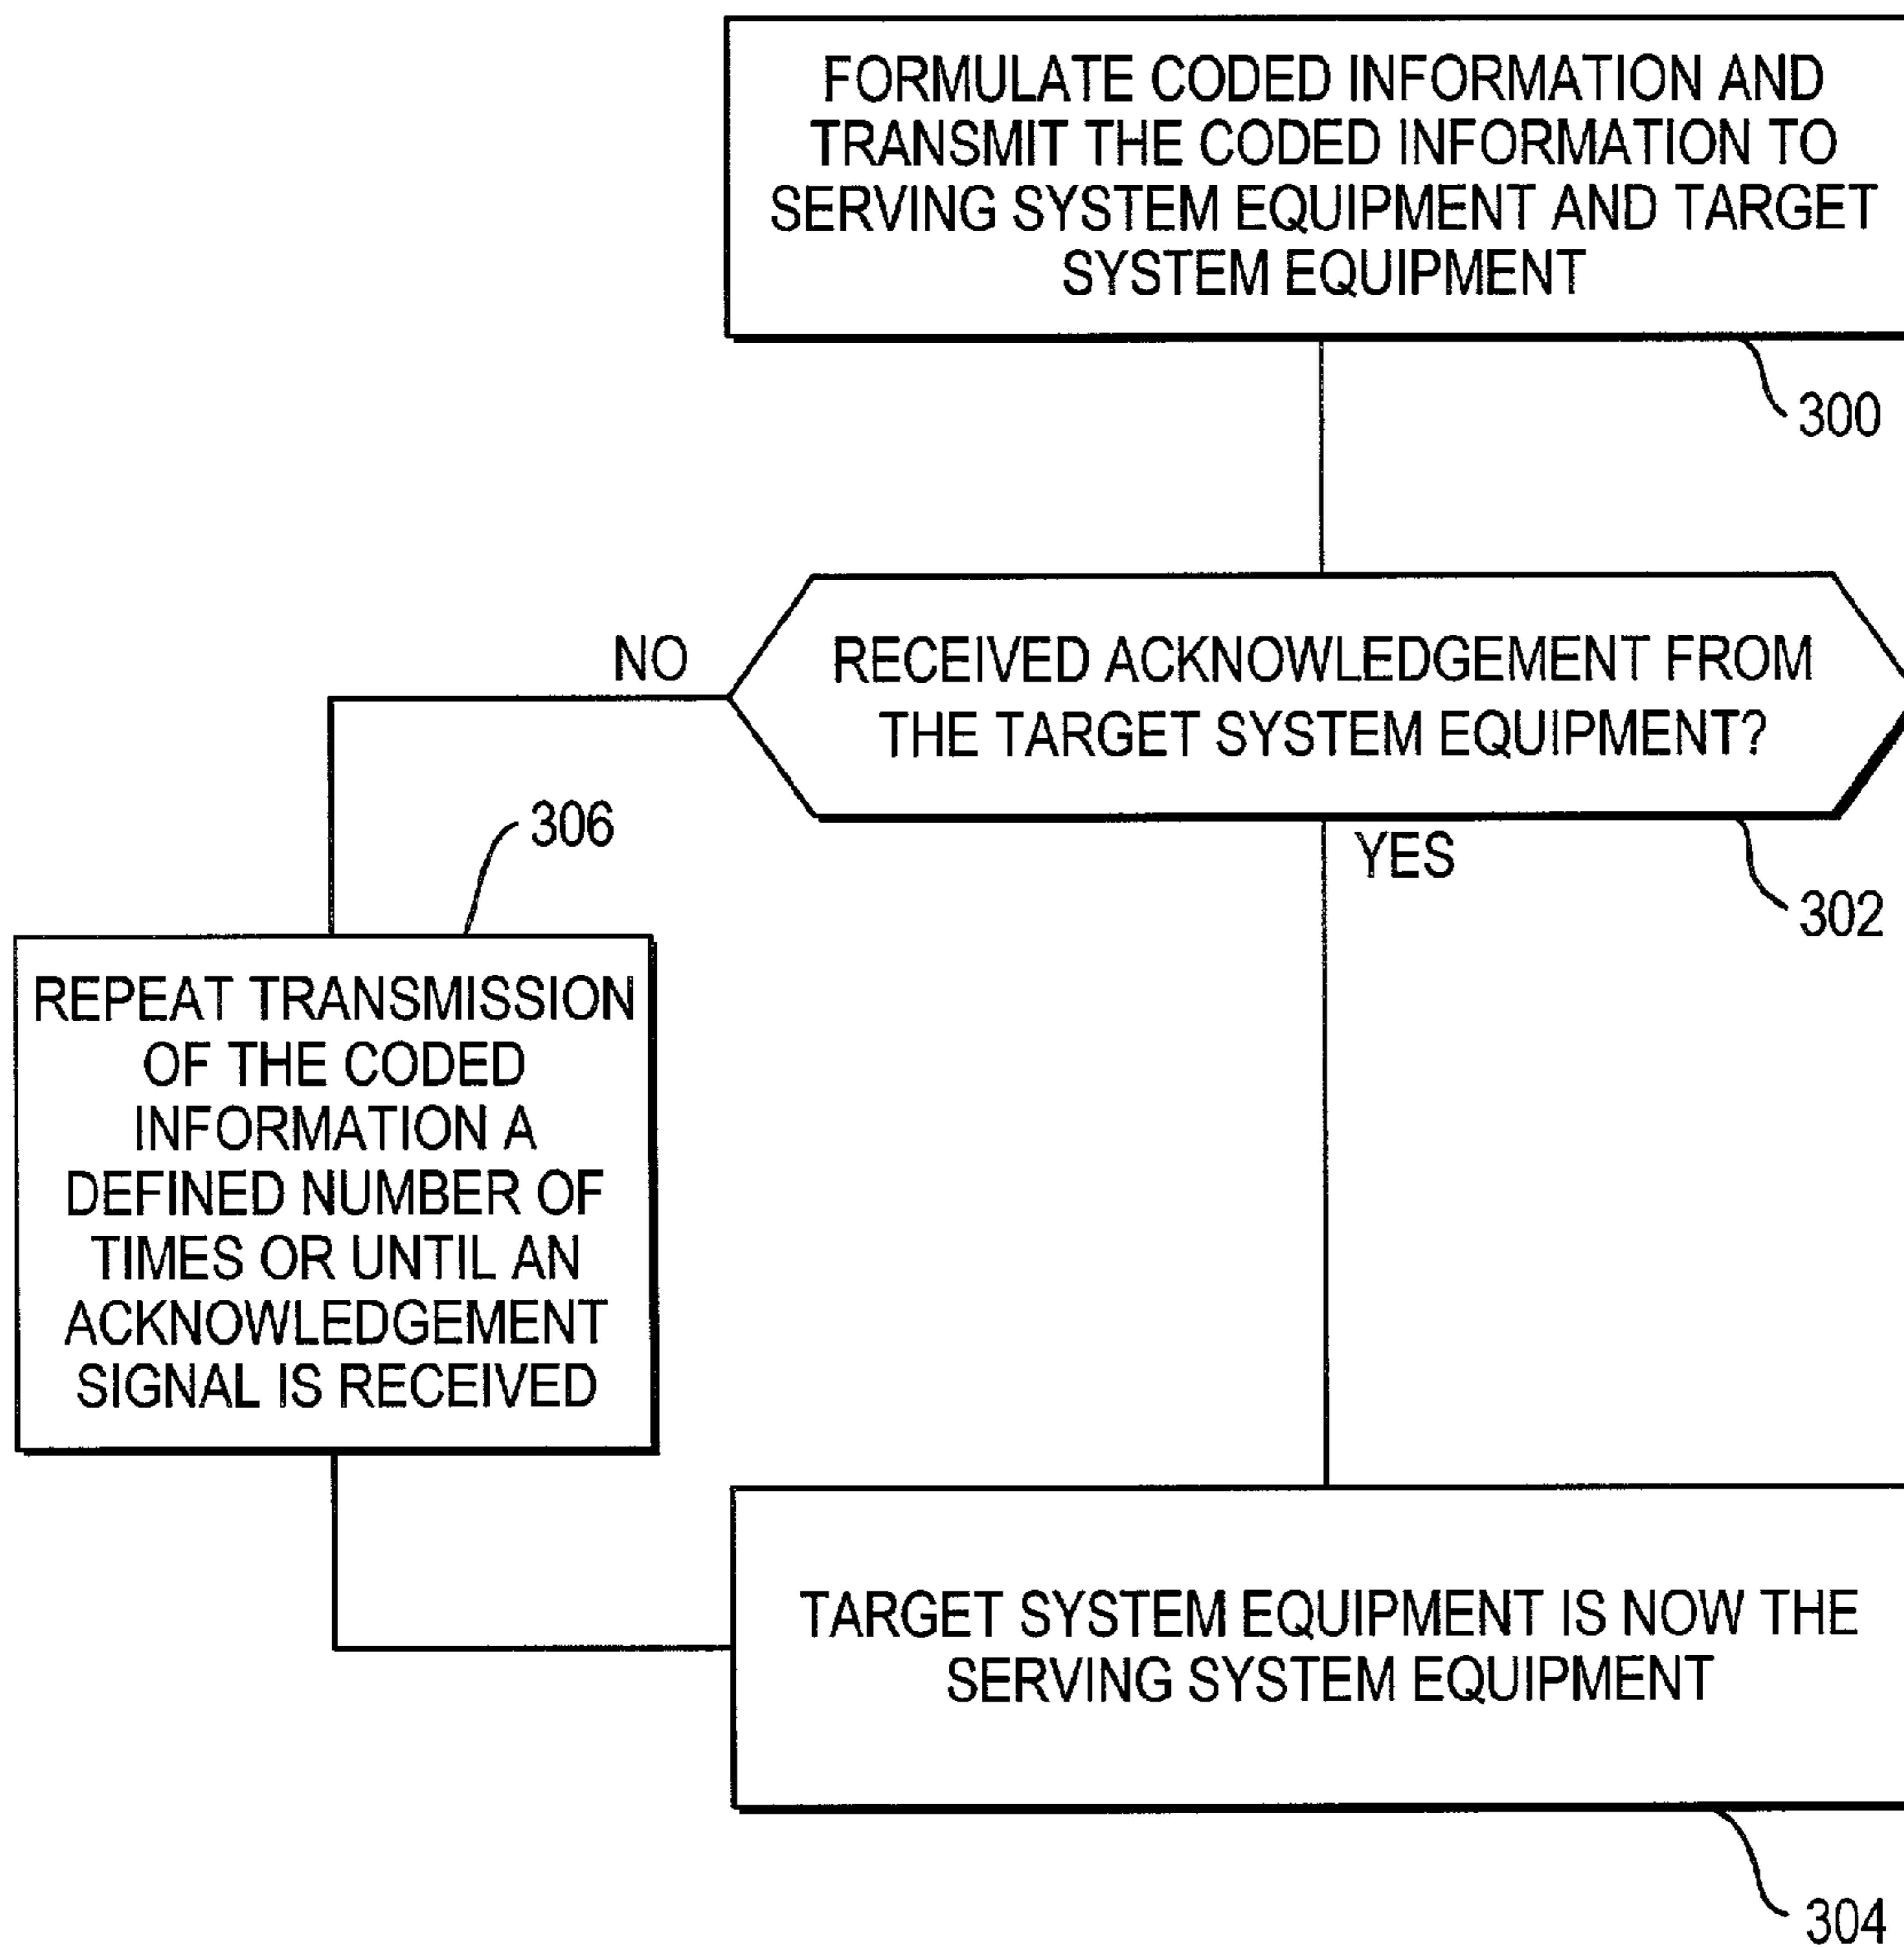 FORMULATE CODED INFORMATION AND
TRANSMIT THE CODED INFORMATION TO
SERVING SYSTEM EQUIPMENT AND TARGET
SYSTEM EQUIPMENT
300
RECEIVED ACKNOWLEDGEMENT FROM
THE TARGET SYSTEM EQUIPMENT?
NO
YES
302
306
REPEAT TRANSMISSION
OF THE CODED
INFORMATION A
DEFINED NUMBER OF
TIMES OR UNTIL AN
ACKNOWLEDGEMENT
SIGNAL IS RECEIVED
TARGET SYSTEM EQUIPMENT IS NOW THE
SERVING SYSTEM EQUIPMENT
304